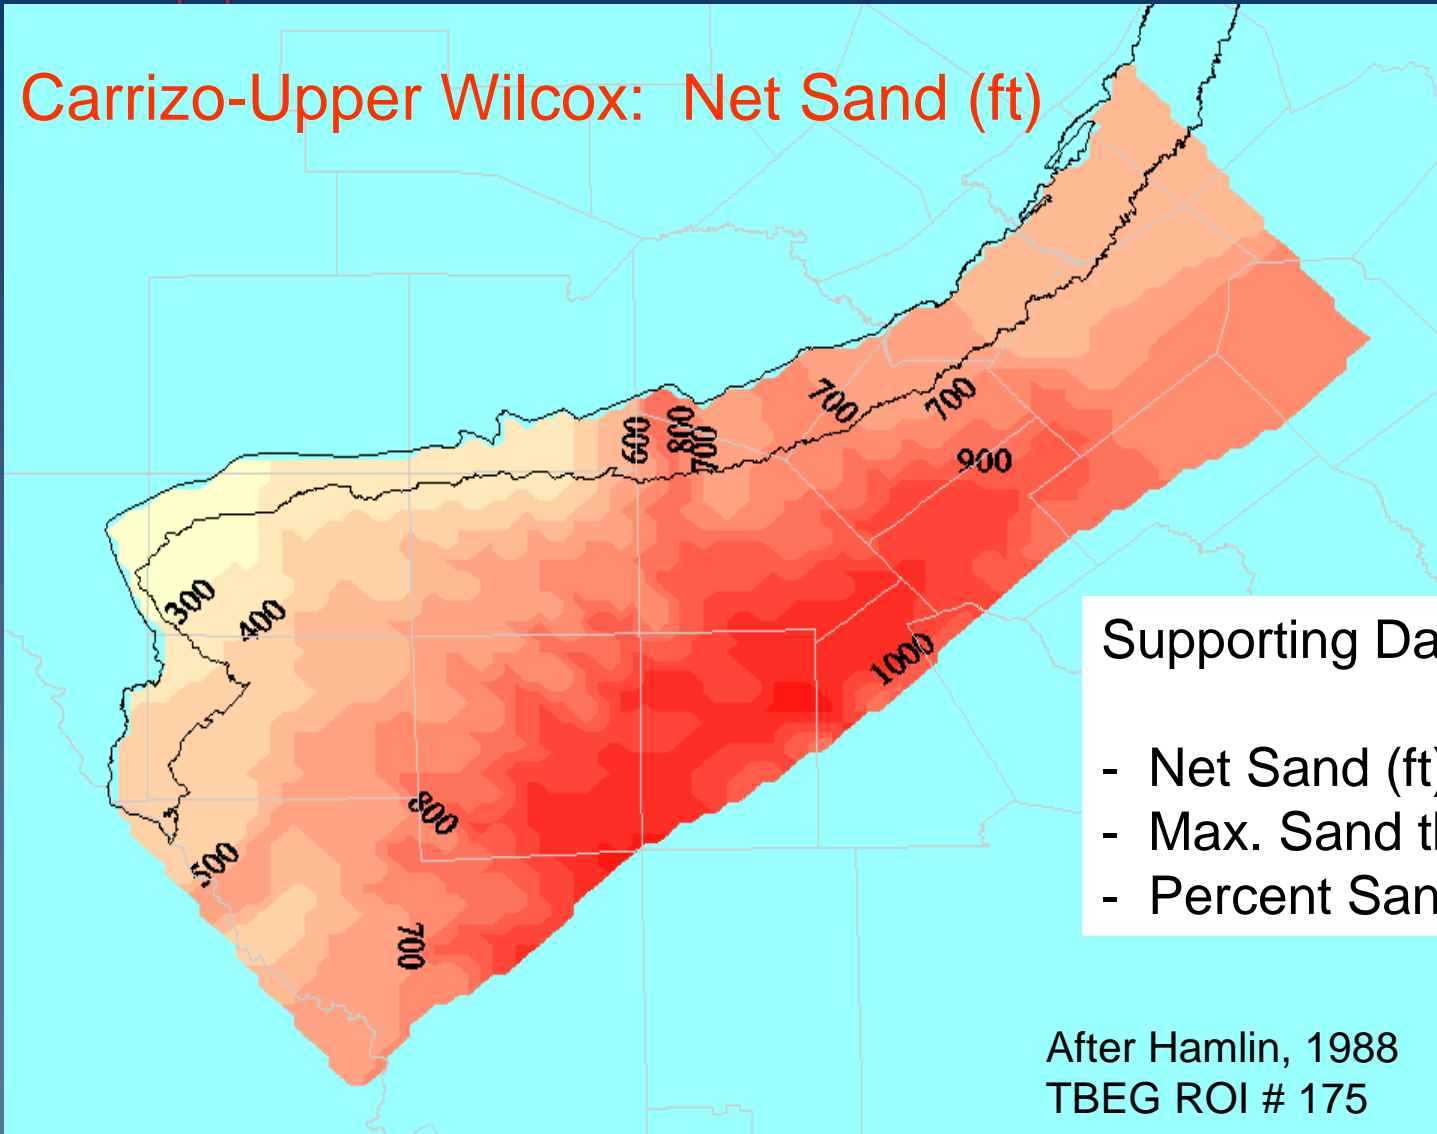 Carrizo-Upper Wilcox: Net Sand (ft)
700
700
600
800
700
900
300
400
1000
800
500
700
Supporting Da
- Net Sand (ft)
- Max. Sand t
- Percent San
After Hamlin, 1988
TBEG ROI # 175